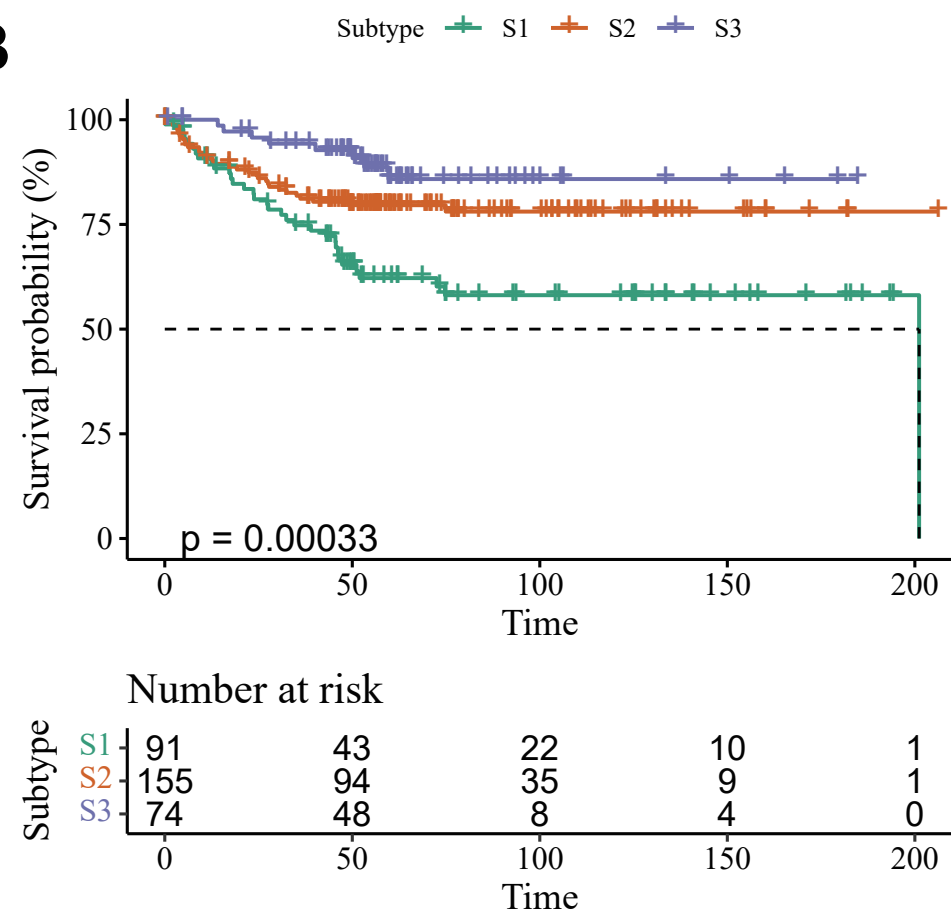 Subtype S1 S2 S3
Survival probability (%)
100
75
50
25
0
p = 0.00033
0 50 100 150 200
Time
Number at risk
Subtype
S1 91 43 22 10 1
S2 155 94 35 9 1
S3 74 48 8 4 0
0 50 100 150 200
Time